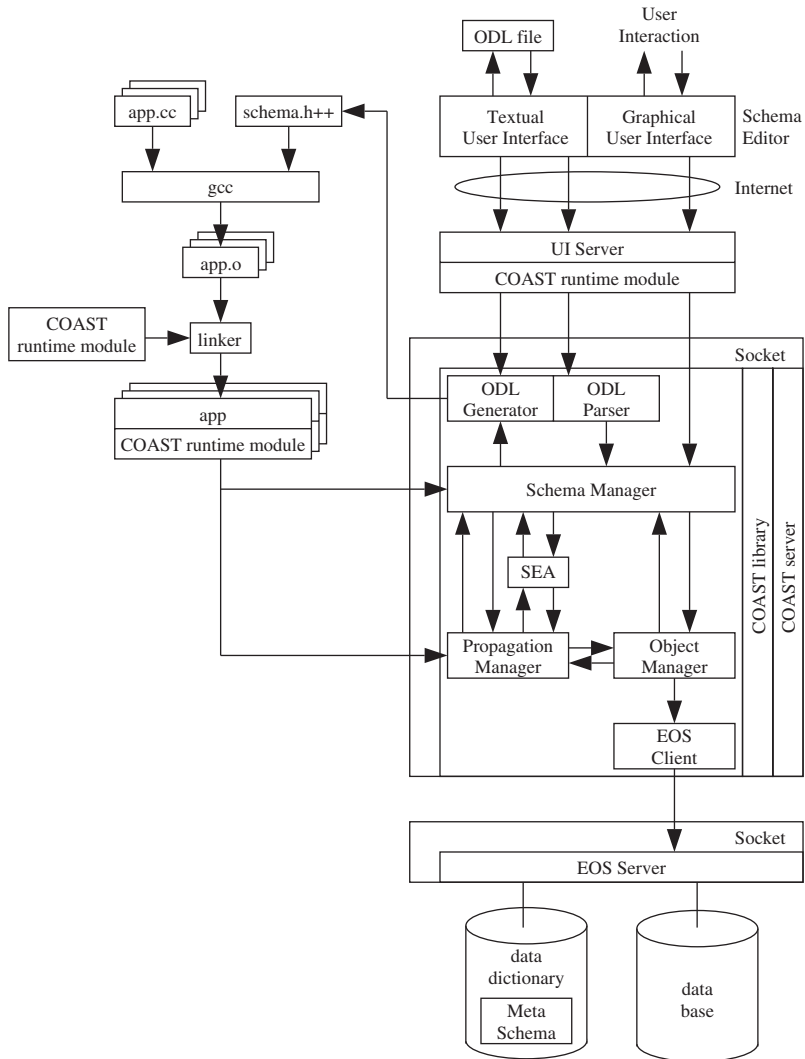 ODL file
User
Interaction
app.cc
schema.h++
Textual
User Interface
Graphical
User Interface
Schema
Editor
gcc
Internet
UI Server
COAST runtime module
app.o
COAST
runtime module
linker
Socket
app
COAST runtime module
ODL
Generator
ODL
Parser
Schema Manager
COAST library
COAST server
SEA
Propagation
Manager
Object
Manager
EOS
Client
Socket
EOS Server
data
dictionary
Meta
Schema
data
base